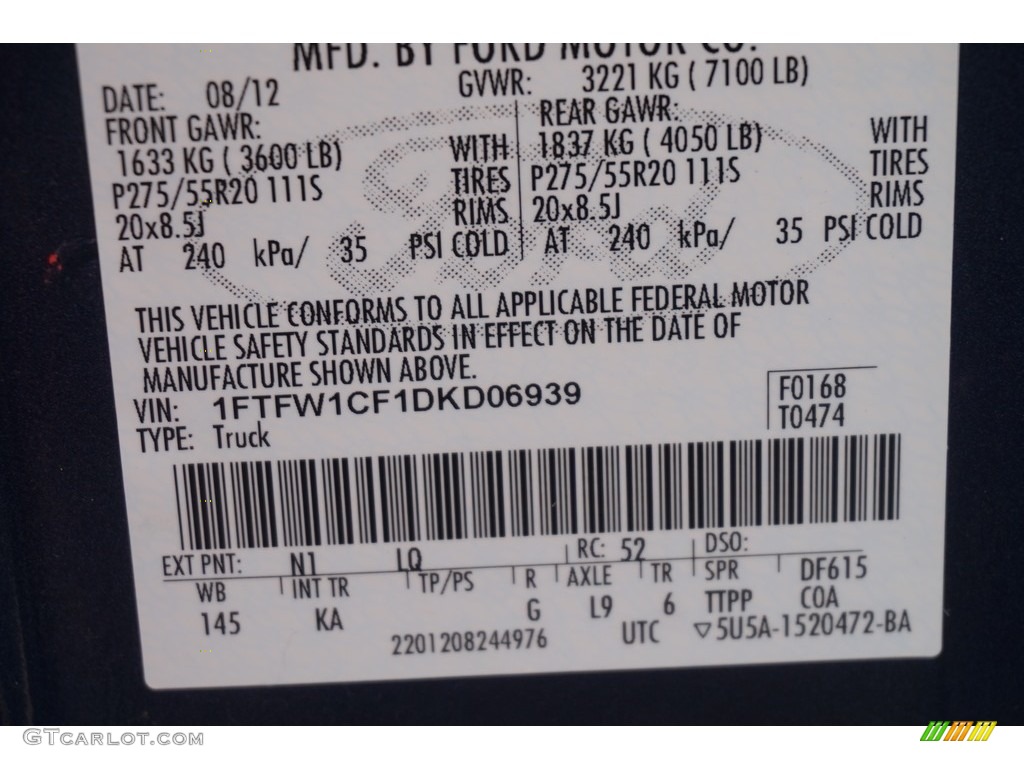 MFD. BY FORD MOTOR CO.
DATE: 08/12 GVWR: 3221 KG ( 7100 LB)
FRONT GAWR: REAR GAWR:
1633 KG ( 3600 LB) WITH 1837 KG ( 4050 LB) WITH
P275/55R20 111S TIRES P275/55R20 111S TIRES
20x8.5J RIMS 20x8.5J RIMS
AT 240 kPa/ 35 PSI COLD AT 240 kPa/ 35 PSI COLD
Ford
THIS VEHICLE CONFORMS TO ALL APPLICABLE FEDERAL MOTOR
VEHICLE SAFETY STANDARDS IN EFFECT ON THE DATE OF
MANUFACTURE SHOWN ABOVE.
VIN: 1FTFW1CF1DKD06939 F0168
TYPE: Truck T0474
EXT PNT: N1 LQ RC: 52 DSO:
WB INT TR TP/PS R AXLE TR SPR DF615
145 KA G L9 6 TTPP COA
2201208244976 UTC ▽5U5A-1520472-BA
GTCARLOT.COM